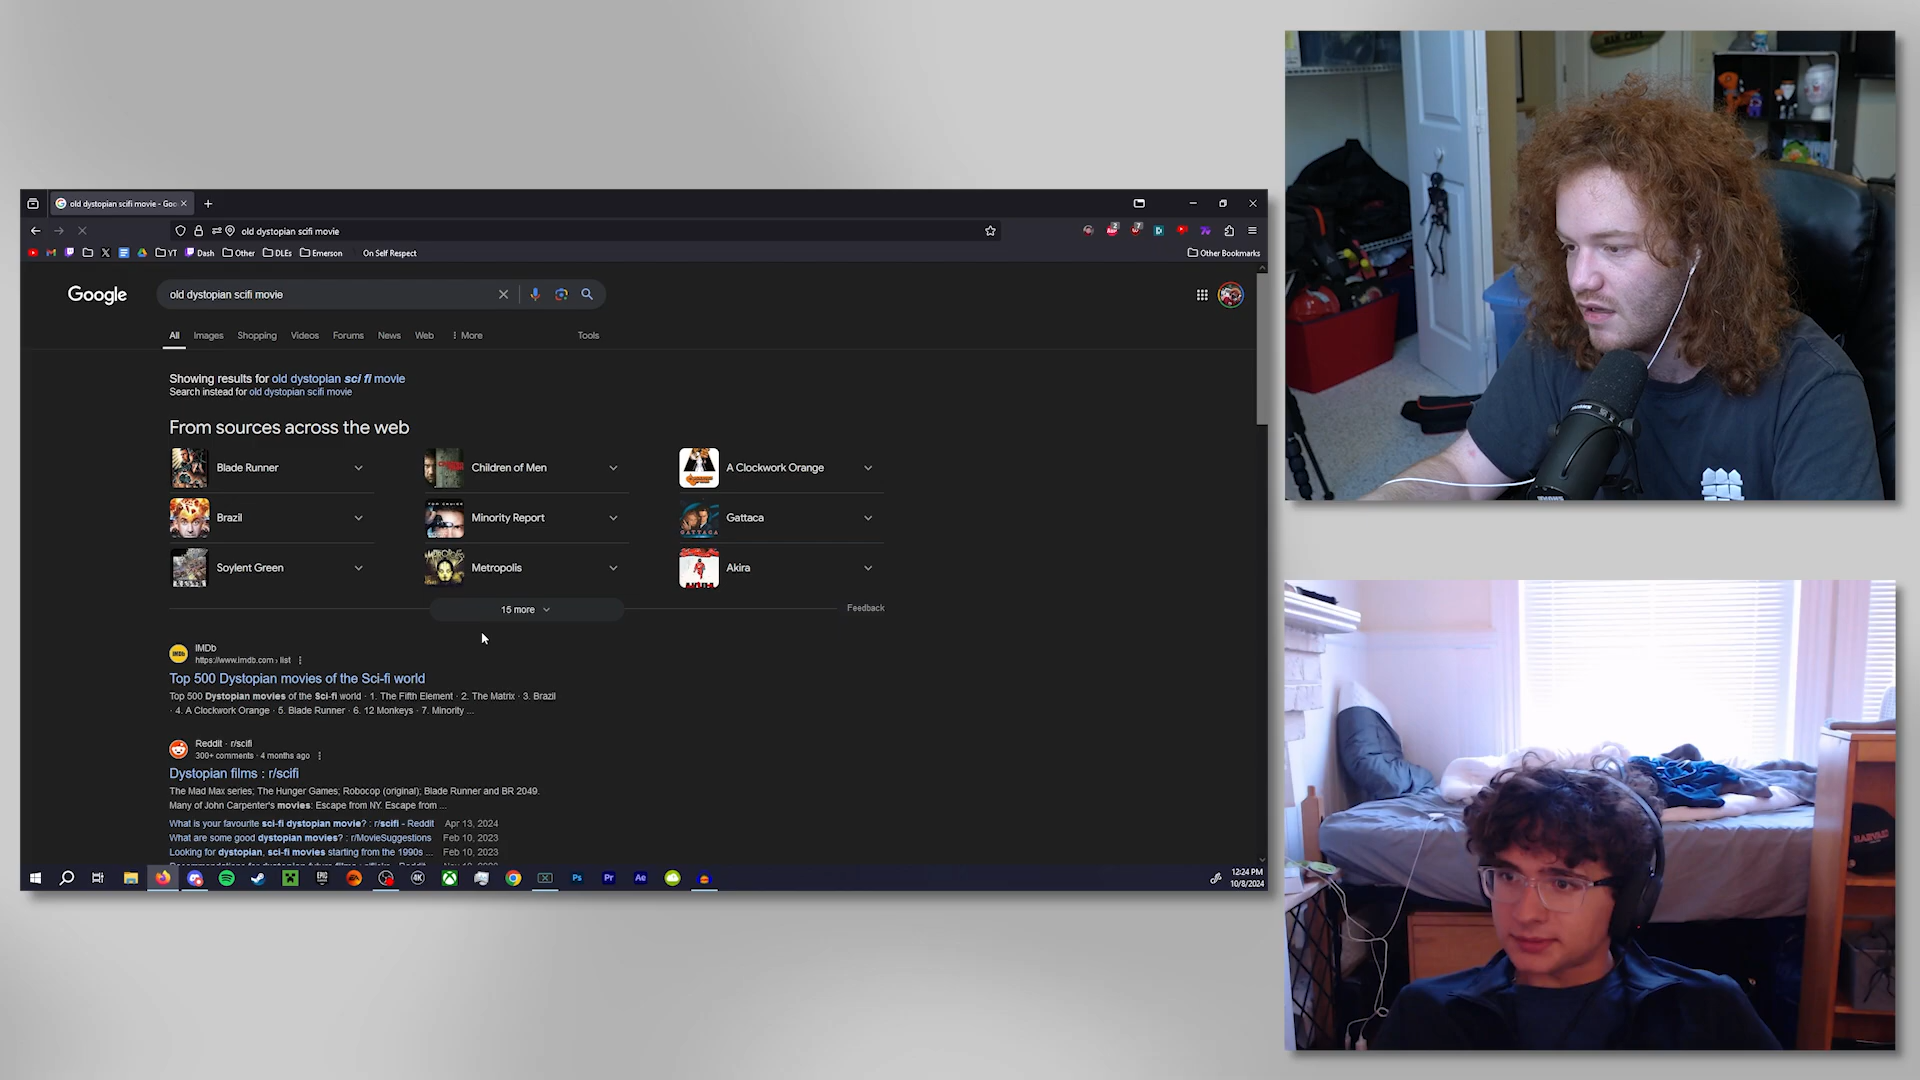 old dystopian scifi movie - Goo
old dystopian scifi movie
YT
Dash
Other
DLEs
Emerson
On Self Respect
Other Bookmarks
Google
old dystopian scifi movie
All
Images
Shopping
Videos
Forums
News
Web
More
Tools
Showing results for old dystopian sci fi movie
Search instead for old dystopian scifi movie
From sources across the web
Blade Runner
Children of Men
A Clockwork Orange
Brazil
Minority Report
Gattaca
Soylent Green
Metropolis
Akira
15 more
Feedback
IMDb
https://www.imdb.com › list
Top 500 Dystopian movies of the Sci-fi world
Top 500 Dystopian movies of the Sci-fi world · 1. The Fifth Element · 2. The Matrix · 3. Brazil
· 4. A Clockwork Orange · 5. Blade Runner · 6. 12 Monkeys · 7. Minority ...
Reddit · r/scifi
300+ comments · 4 months ago
Dystopian films : r/scifi
The Mad Max series; The Hunger Games; Robocop (original); Blade Runner and BR 2049.
Many of John Carpenter's movies: Escape from NY. Escape from ...
What is your favourite sci-fi dystopian movie? : r/scifi - Reddit Apr 13, 2024
What are some good dystopian movies? : r/MovieSuggestions Feb 10, 2023
Looking for dystopian, sci-fi movies starting from the 1990s ... Feb 10, 2023
12:24 PM
10/8/2024